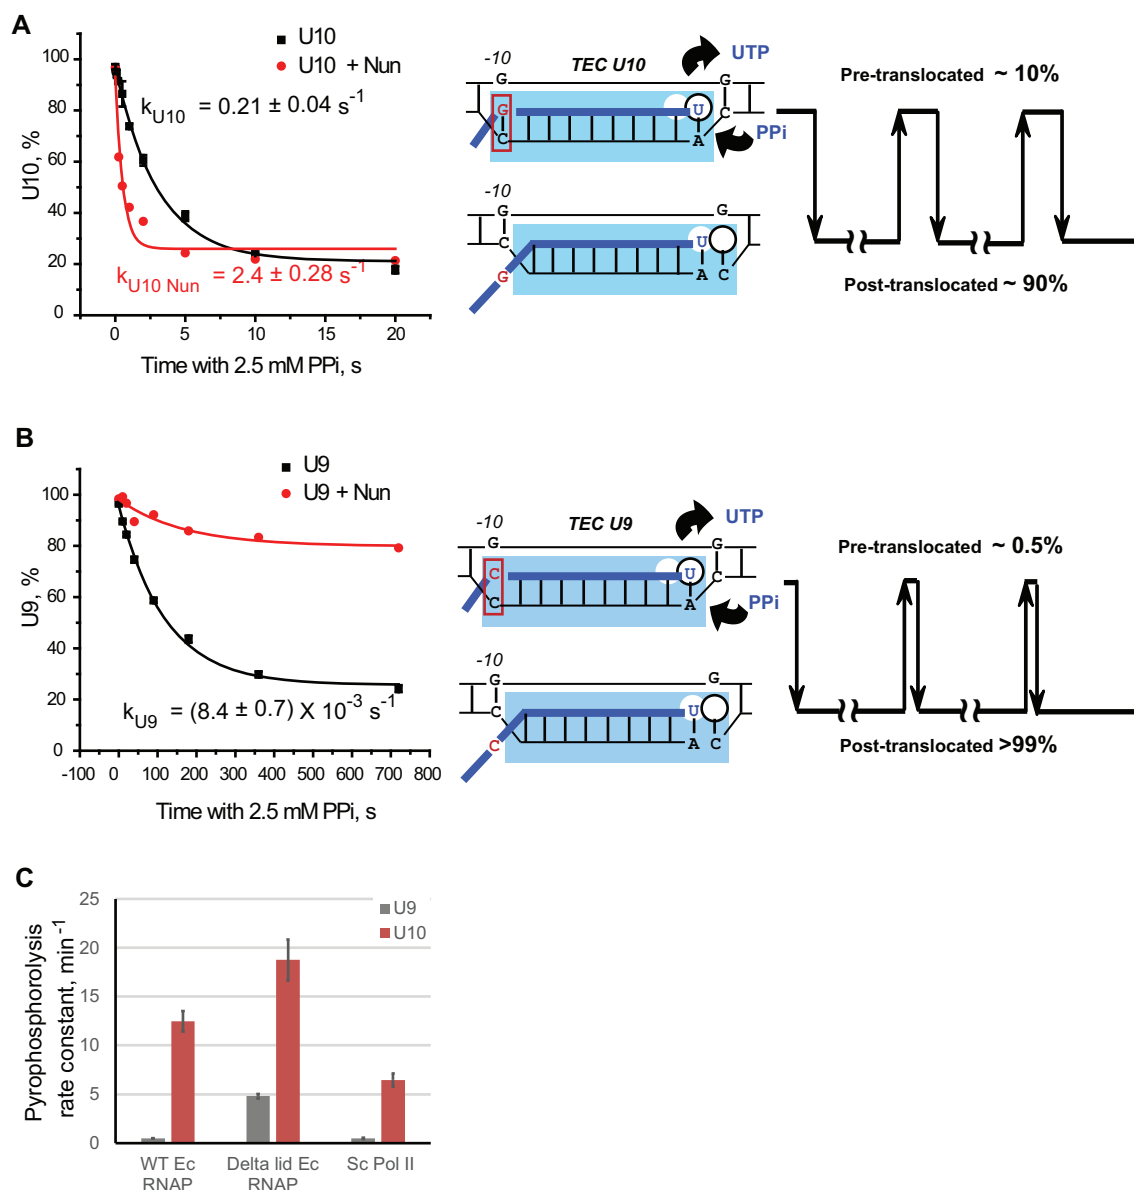 A
100
80
60
40
20
0
U10, %
U10
U10 + Nun
kU10 = 0.21 ± 0.04 s-1
kU10 Nun = 2.4 ± 0.28 s-1
0 5 10 15 20
Time with 2.5 mM PPi, s
-10
G
TEC U10
UTP
G
G
U
C
C
A
PPi
-10
G
G
C
U
G
A C
Pre-translocated ~ 10%
Post-translocated ~ 90%
B
100
80
60
40
20
0
U9, %
U9
U9 + Nun
kU9 = (8.4 ± 0.7) X 10-3 s-1
-100 0 100 200 300 400 500 600 700 800
Time with 2.5 mM PPi, s
-10
G
TEC U9
UTP
G
C
U
C
C
A
PPi
-10
G
G
C
U
C
A C
Pre-translocated ~ 0.5%
Post-translocated >99%
C
25
20
15
10
5
0
Pyrophosphorolysis
rate constant, min-1
U9
U10
WT Ec
RNAP
Delta lid Ec
RNAP
Sc Pol II